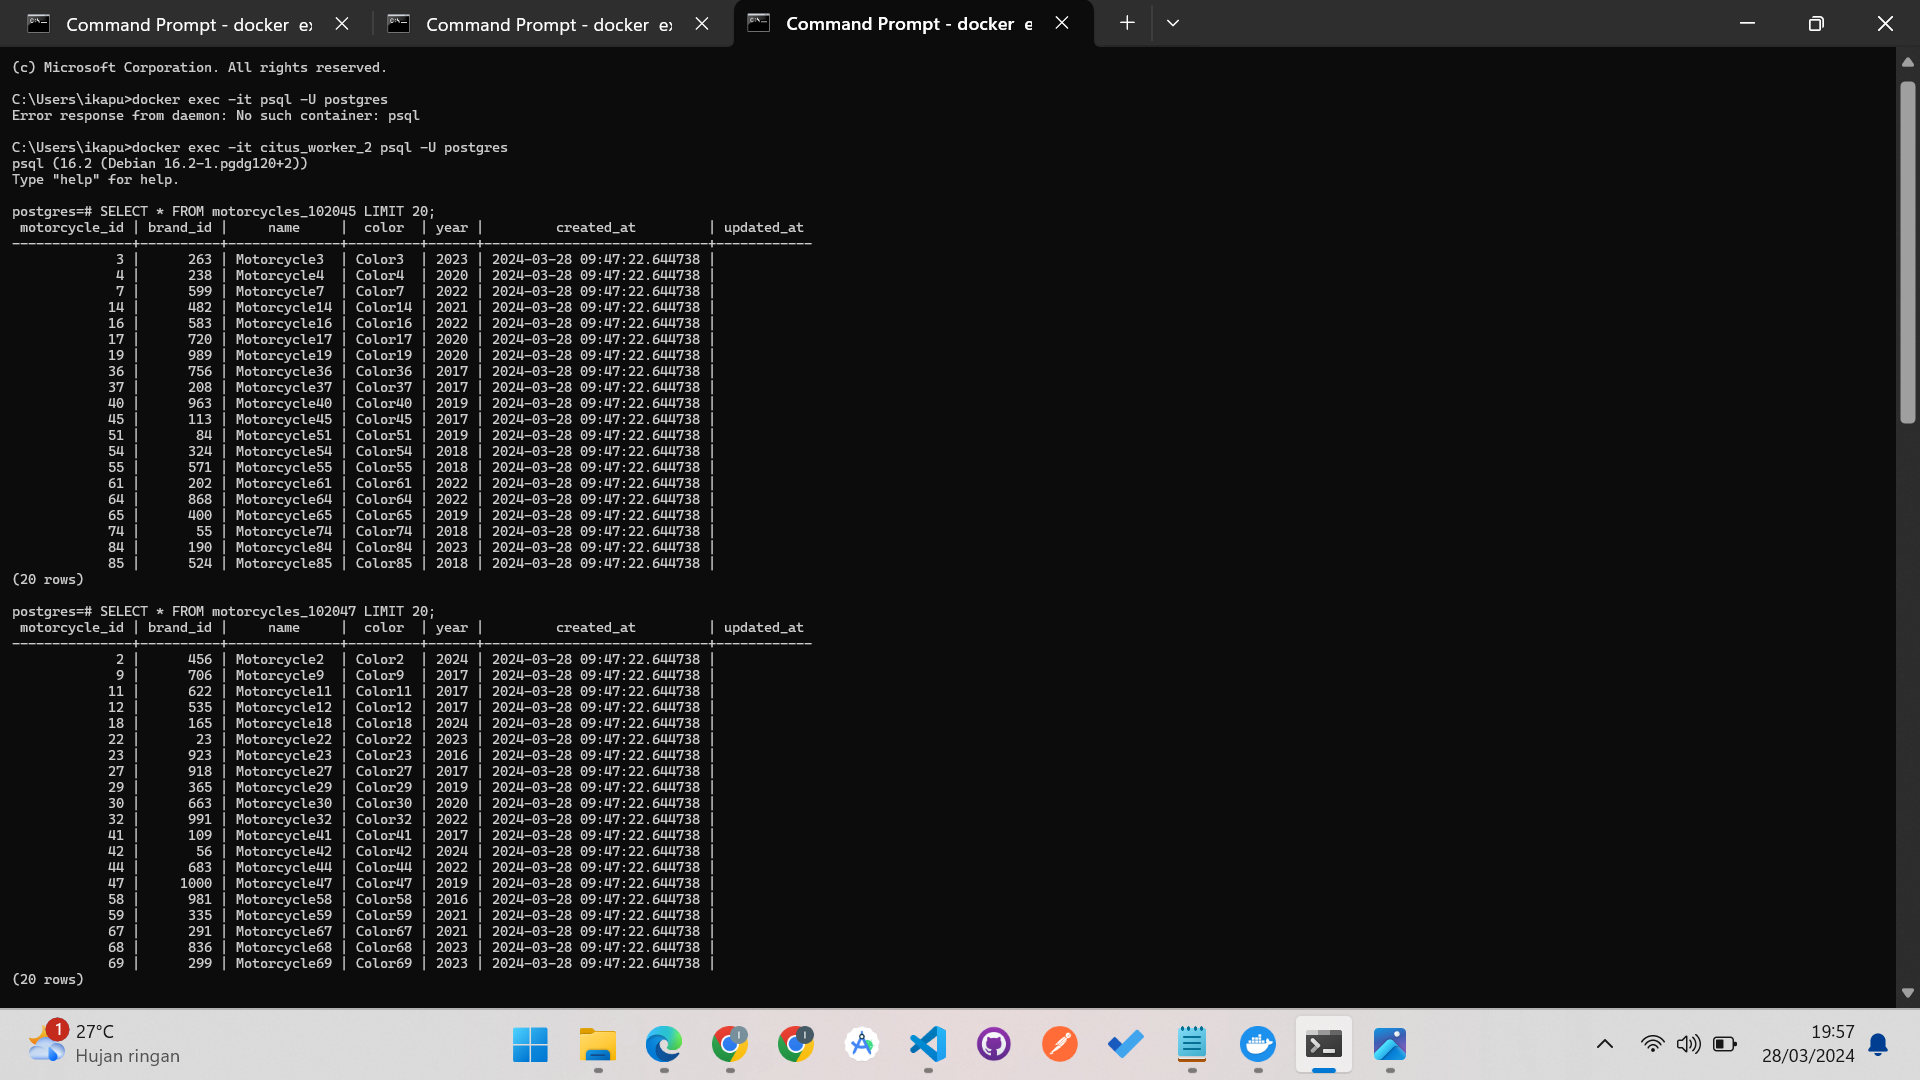 Command Prompt - docker e
Command Prompt - docker e
Command Prompt - docker e
(c) Microsoft Corporation. All rights reserved.
C:\Users\ikapu>docker exec -it psql -U postgres
Error response from daemon: No such container: psql
C:\Users\ikapu>docker exec -it citus_worker_2 psql -U postgres
psql (16.2 (Debian 16.2-1.pgdg120+2))
Type "help" for help.
postgres=# SELECT * FROM motorcycles_102045 LIMIT 20;
motorcycle_id | brand_id | name | color | year | created_at | updated_at
---------------+----------+--------------+---------+------+----------------------------+------------
3 | 263 | Motorcycle3 | Color3 | 2023 | 2024-03-28 09:47:22.644738 |
4 | 238 | Motorcycle4 | Color4 | 2020 | 2024-03-28 09:47:22.644738 |
7 | 599 | Motorcycle7 | Color7 | 2022 | 2024-03-28 09:47:22.644738 |
14 | 482 | Motorcycle14 | Color14 | 2021 | 2024-03-28 09:47:22.644738 |
16 | 583 | Motorcycle16 | Color16 | 2022 | 2024-03-28 09:47:22.644738 |
17 | 720 | Motorcycle17 | Color17 | 2020 | 2024-03-28 09:47:22.644738 |
19 | 989 | Motorcycle19 | Color19 | 2020 | 2024-03-28 09:47:22.644738 |
36 | 756 | Motorcycle36 | Color36 | 2017 | 2024-03-28 09:47:22.644738 |
37 | 208 | Motorcycle37 | Color37 | 2017 | 2024-03-28 09:47:22.644738 |
40 | 963 | Motorcycle40 | Color40 | 2019 | 2024-03-28 09:47:22.644738 |
45 | 113 | Motorcycle45 | Color45 | 2017 | 2024-03-28 09:47:22.644738 |
51 | 84 | Motorcycle51 | Color51 | 2019 | 2024-03-28 09:47:22.644738 |
54 | 324 | Motorcycle54 | Color54 | 2018 | 2024-03-28 09:47:22.644738 |
55 | 571 | Motorcycle55 | Color55 | 2018 | 2024-03-28 09:47:22.644738 |
61 | 202 | Motorcycle61 | Color61 | 2022 | 2024-03-28 09:47:22.644738 |
64 | 868 | Motorcycle64 | Color64 | 2022 | 2024-03-28 09:47:22.644738 |
65 | 400 | Motorcycle65 | Color65 | 2019 | 2024-03-28 09:47:22.644738 |
74 | 55 | Motorcycle74 | Color74 | 2018 | 2024-03-28 09:47:22.644738 |
84 | 190 | Motorcycle84 | Color84 | 2023 | 2024-03-28 09:47:22.644738 |
85 | 524 | Motorcycle85 | Color85 | 2018 | 2024-03-28 09:47:22.644738 |
(20 rows)
postgres=# SELECT * FROM motorcycles_102047 LIMIT 20;
motorcycle_id | brand_id | name | color | year | created_at | updated_at
---------------+----------+--------------+---------+------+----------------------------+------------
2 | 456 | Motorcycle2 | Color2 | 2024 | 2024-03-28 09:47:22.644738 |
9 | 706 | Motorcycle9 | Color9 | 2017 | 2024-03-28 09:47:22.644738 |
11 | 622 | Motorcycle11 | Color11 | 2017 | 2024-03-28 09:47:22.644738 |
12 | 535 | Motorcycle12 | Color12 | 2017 | 2024-03-28 09:47:22.644738 |
18 | 165 | Motorcycle18 | Color18 | 2024 | 2024-03-28 09:47:22.644738 |
22 | 23 | Motorcycle22 | Color22 | 2023 | 2024-03-28 09:47:22.644738 |
23 | 923 | Motorcycle23 | Color23 | 2016 | 2024-03-28 09:47:22.644738 |
27 | 918 | Motorcycle27 | Color27 | 2017 | 2024-03-28 09:47:22.644738 |
29 | 365 | Motorcycle29 | Color29 | 2019 | 2024-03-28 09:47:22.644738 |
30 | 663 | Motorcycle30 | Color30 | 2020 | 2024-03-28 09:47:22.644738 |
32 | 991 | Motorcycle32 | Color32 | 2022 | 2024-03-28 09:47:22.644738 |
41 | 109 | Motorcycle41 | Color41 | 2017 | 2024-03-28 09:47:22.644738 |
42 | 56 | Motorcycle42 | Color42 | 2024 | 2024-03-28 09:47:22.644738 |
44 | 683 | Motorcycle44 | Color44 | 2022 | 2024-03-28 09:47:22.644738 |
47 | 1000 | Motorcycle47 | Color47 | 2019 | 2024-03-28 09:47:22.644738 |
58 | 981 | Motorcycle58 | Color58 | 2016 | 2024-03-28 09:47:22.644738 |
59 | 335 | Motorcycle59 | Color59 | 2021 | 2024-03-28 09:47:22.644738 |
67 | 291 | Motorcycle67 | Color67 | 2021 | 2024-03-28 09:47:22.644738 |
68 | 836 | Motorcycle68 | Color68 | 2023 | 2024-03-28 09:47:22.644738 |
69 | 299 | Motorcycle69 | Color69 | 2023 | 2024-03-28 09:47:22.644738 |
(20 rows)
1
27°C
Hujan ringan
19:57
28/03/2024